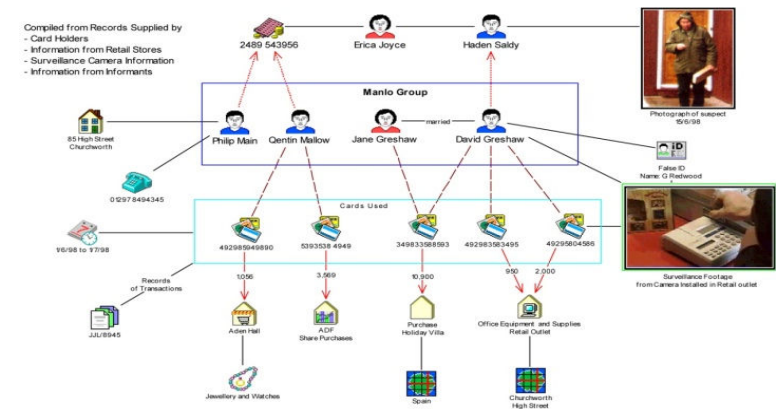 Compiled from Records Supplied by
- Card Holders
- Information from Retail Stores
- Surveillance Camera Information
- Infromation from Informants
2489 543956
Erica Joyce
Haden Saldy
Photograph of suspect
15/6/98
Manlo Group
85 High Street
Churchworth
Philip Main
Qentin Mallow
Jane Greshaw
married
David Greshaw
False ID
Name: G Redwood
01297 8494345
Cards Used
1/6/98 to 1/7/98
492985949890
5393538 4949
349833588593
492983583495
49295804586
Surveillance Footage
from Camera Installed in Retail outlet
Records
of Transactions
1,056
3,569
10,900
950
2,000
JJL/8945
Aden Hall
ADF
Share Purchases
Purchase
Holiday Villa
Office Equipment and Supplies
Retail Outlet
Jewellery and Watches
Spain
Churchworth
High Street